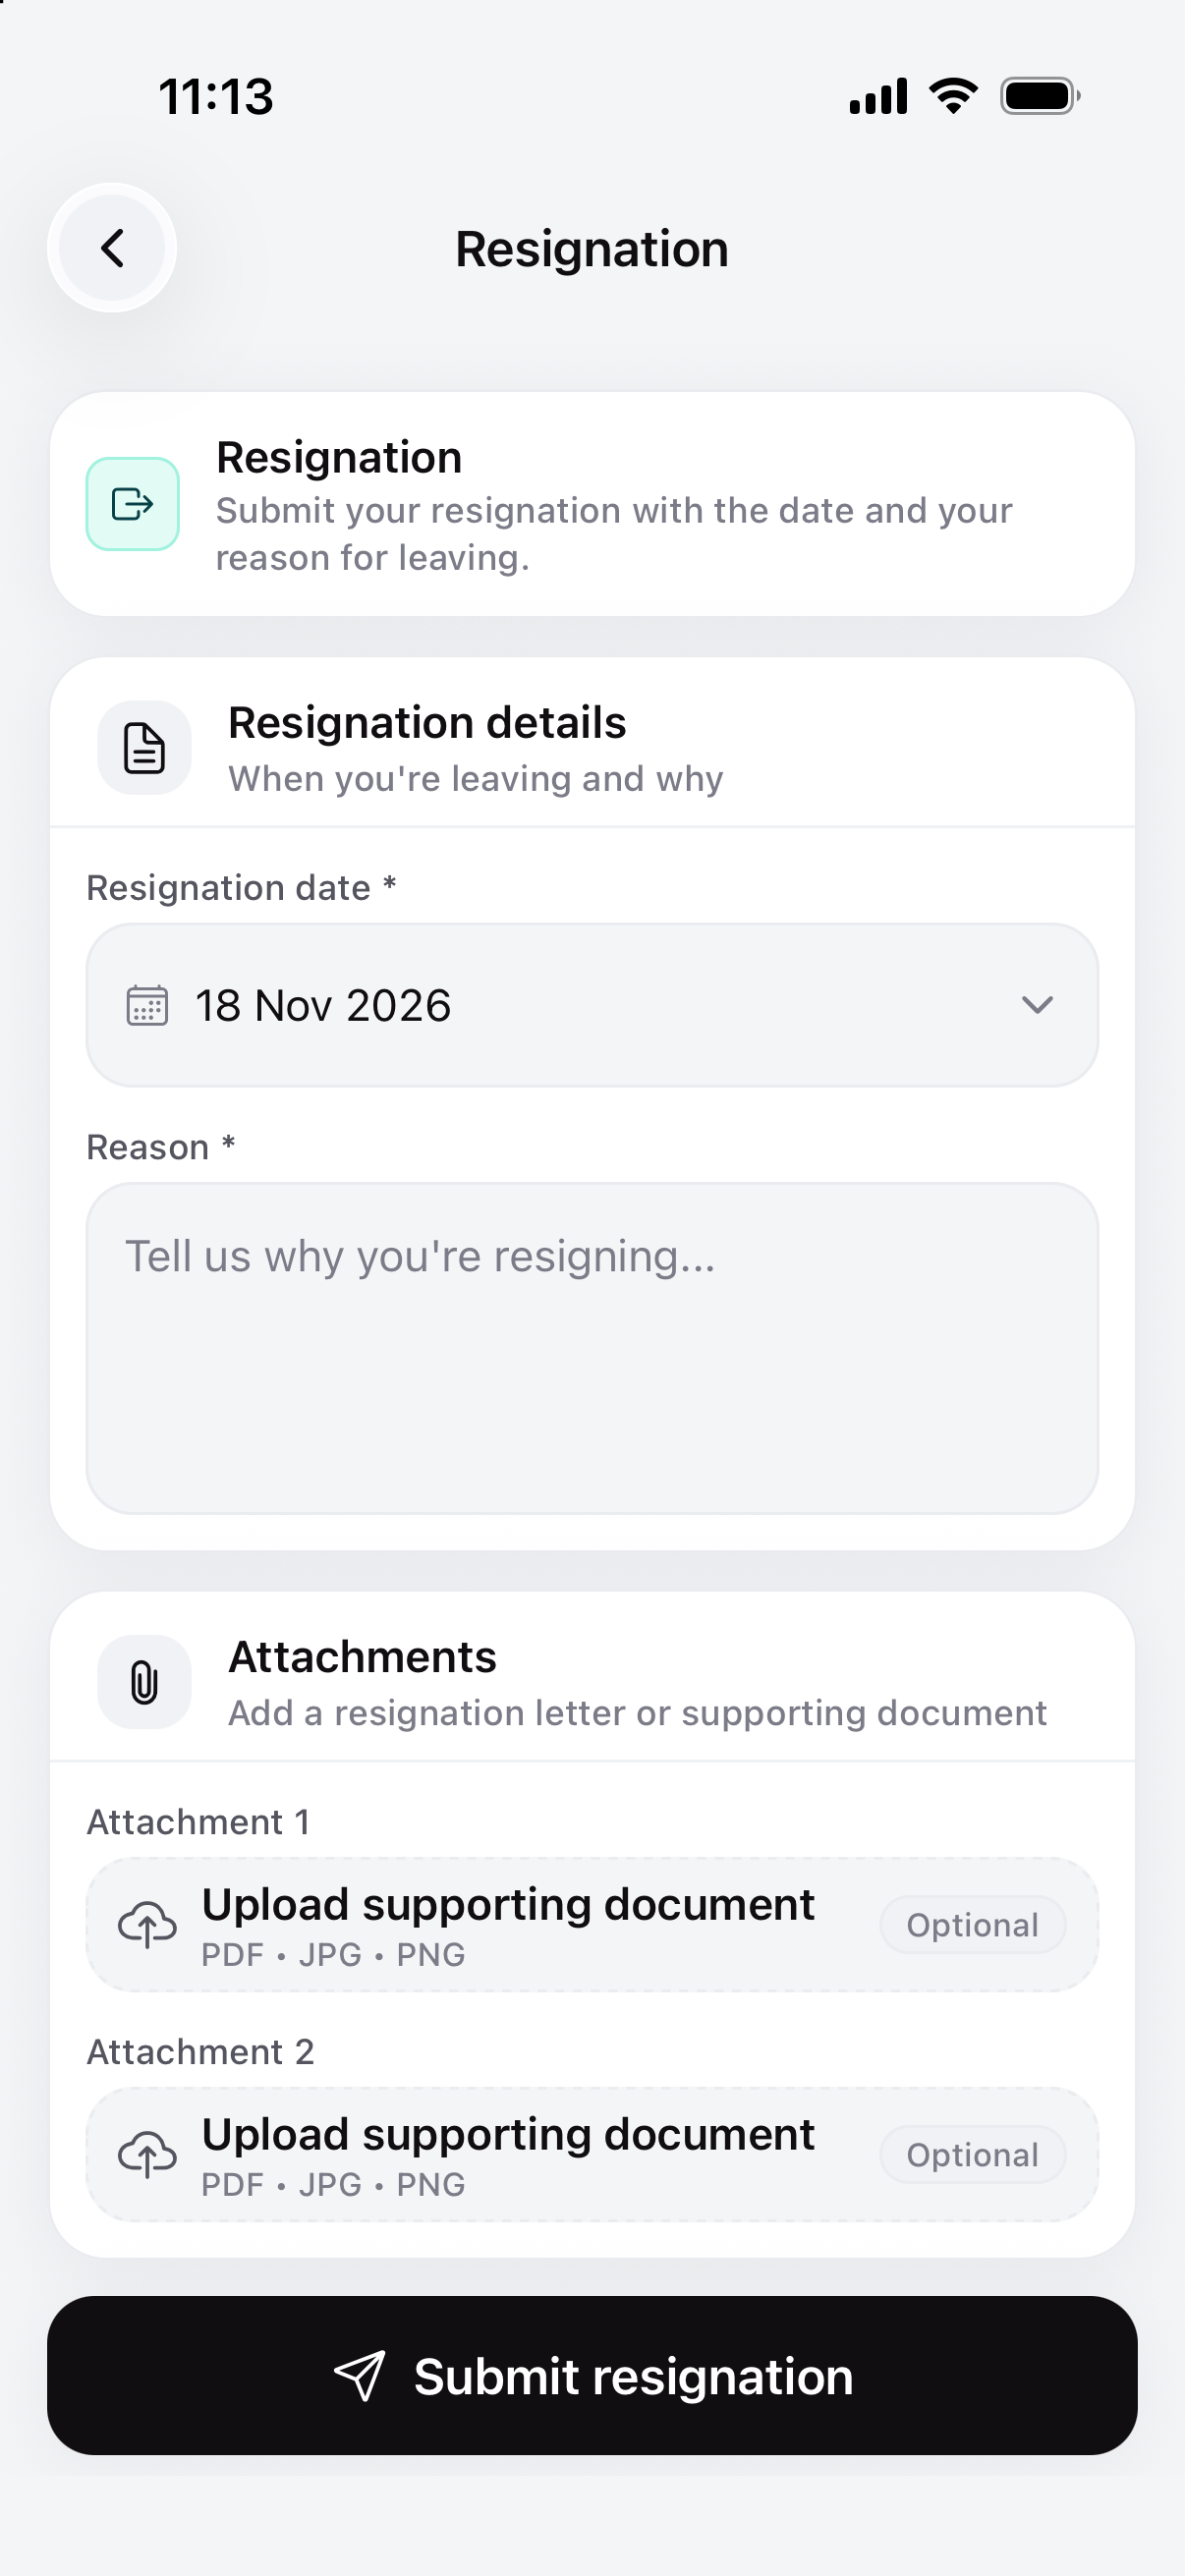 11:13
Resignation
Resignation
Submit your resignation with the date and your
reason for leaving.
Resignation details
When you're leaving and why
Resignation date *
18 Nov 2026
Reason *
Tell us why you're resigning...
Attachments
Add a resignation letter or supporting document
Attachment 1
Upload supporting document
PDF • JPG • PNG
Optional
Attachment 2
Upload supporting document
PDF • JPG • PNG
Optional
Submit resignation